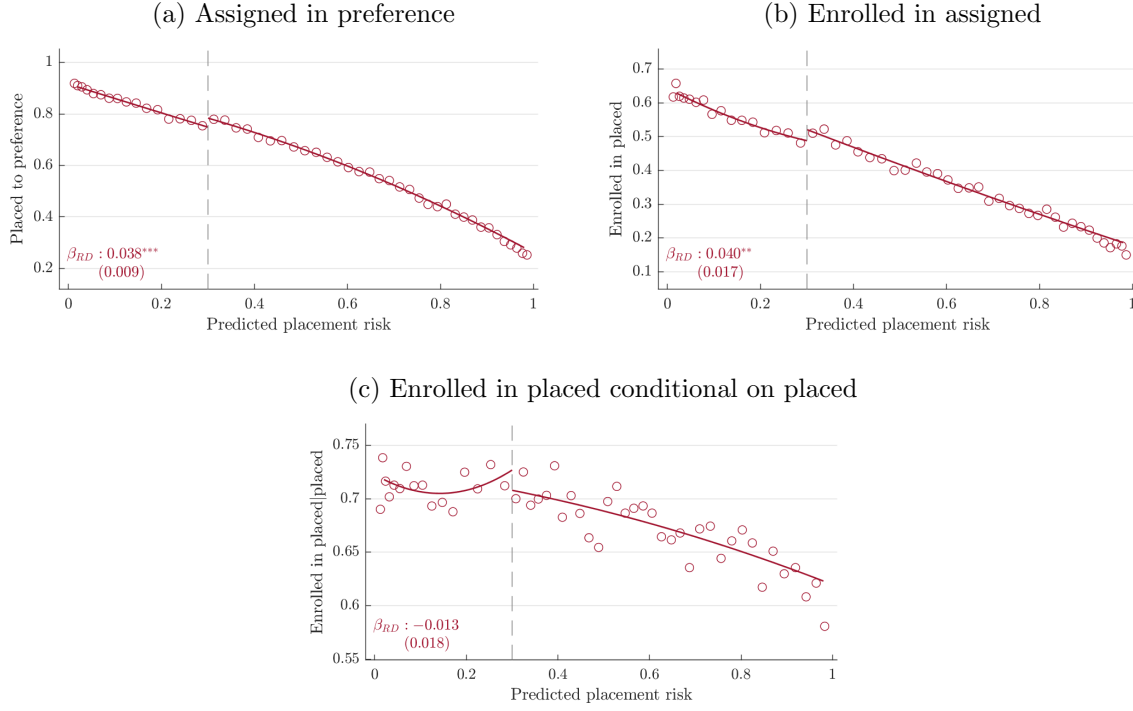 (a) Assigned in preference
Placed to preference
1
0.8
0.6
0.4
0.2
β_RD : 0.038***
(0.009)
0 0.2 0.4 0.6 0.8 1
Predicted placement risk
(b) Enrolled in assigned
Enrolled in placed
0.7
0.6
0.5
0.4
0.3
0.2
0.1
β_RD : 0.040**
(0.017)
0 0.2 0.4 0.6 0.8 1
Predicted placement risk
(c) Enrolled in placed conditional on placed
Enrolled in placed|placed
0.75
0.7
0.65
0.6
0.55
β_RD : −0.013
(0.018)
0 0.2 0.4 0.6 0.8 1
Predicted placement risk